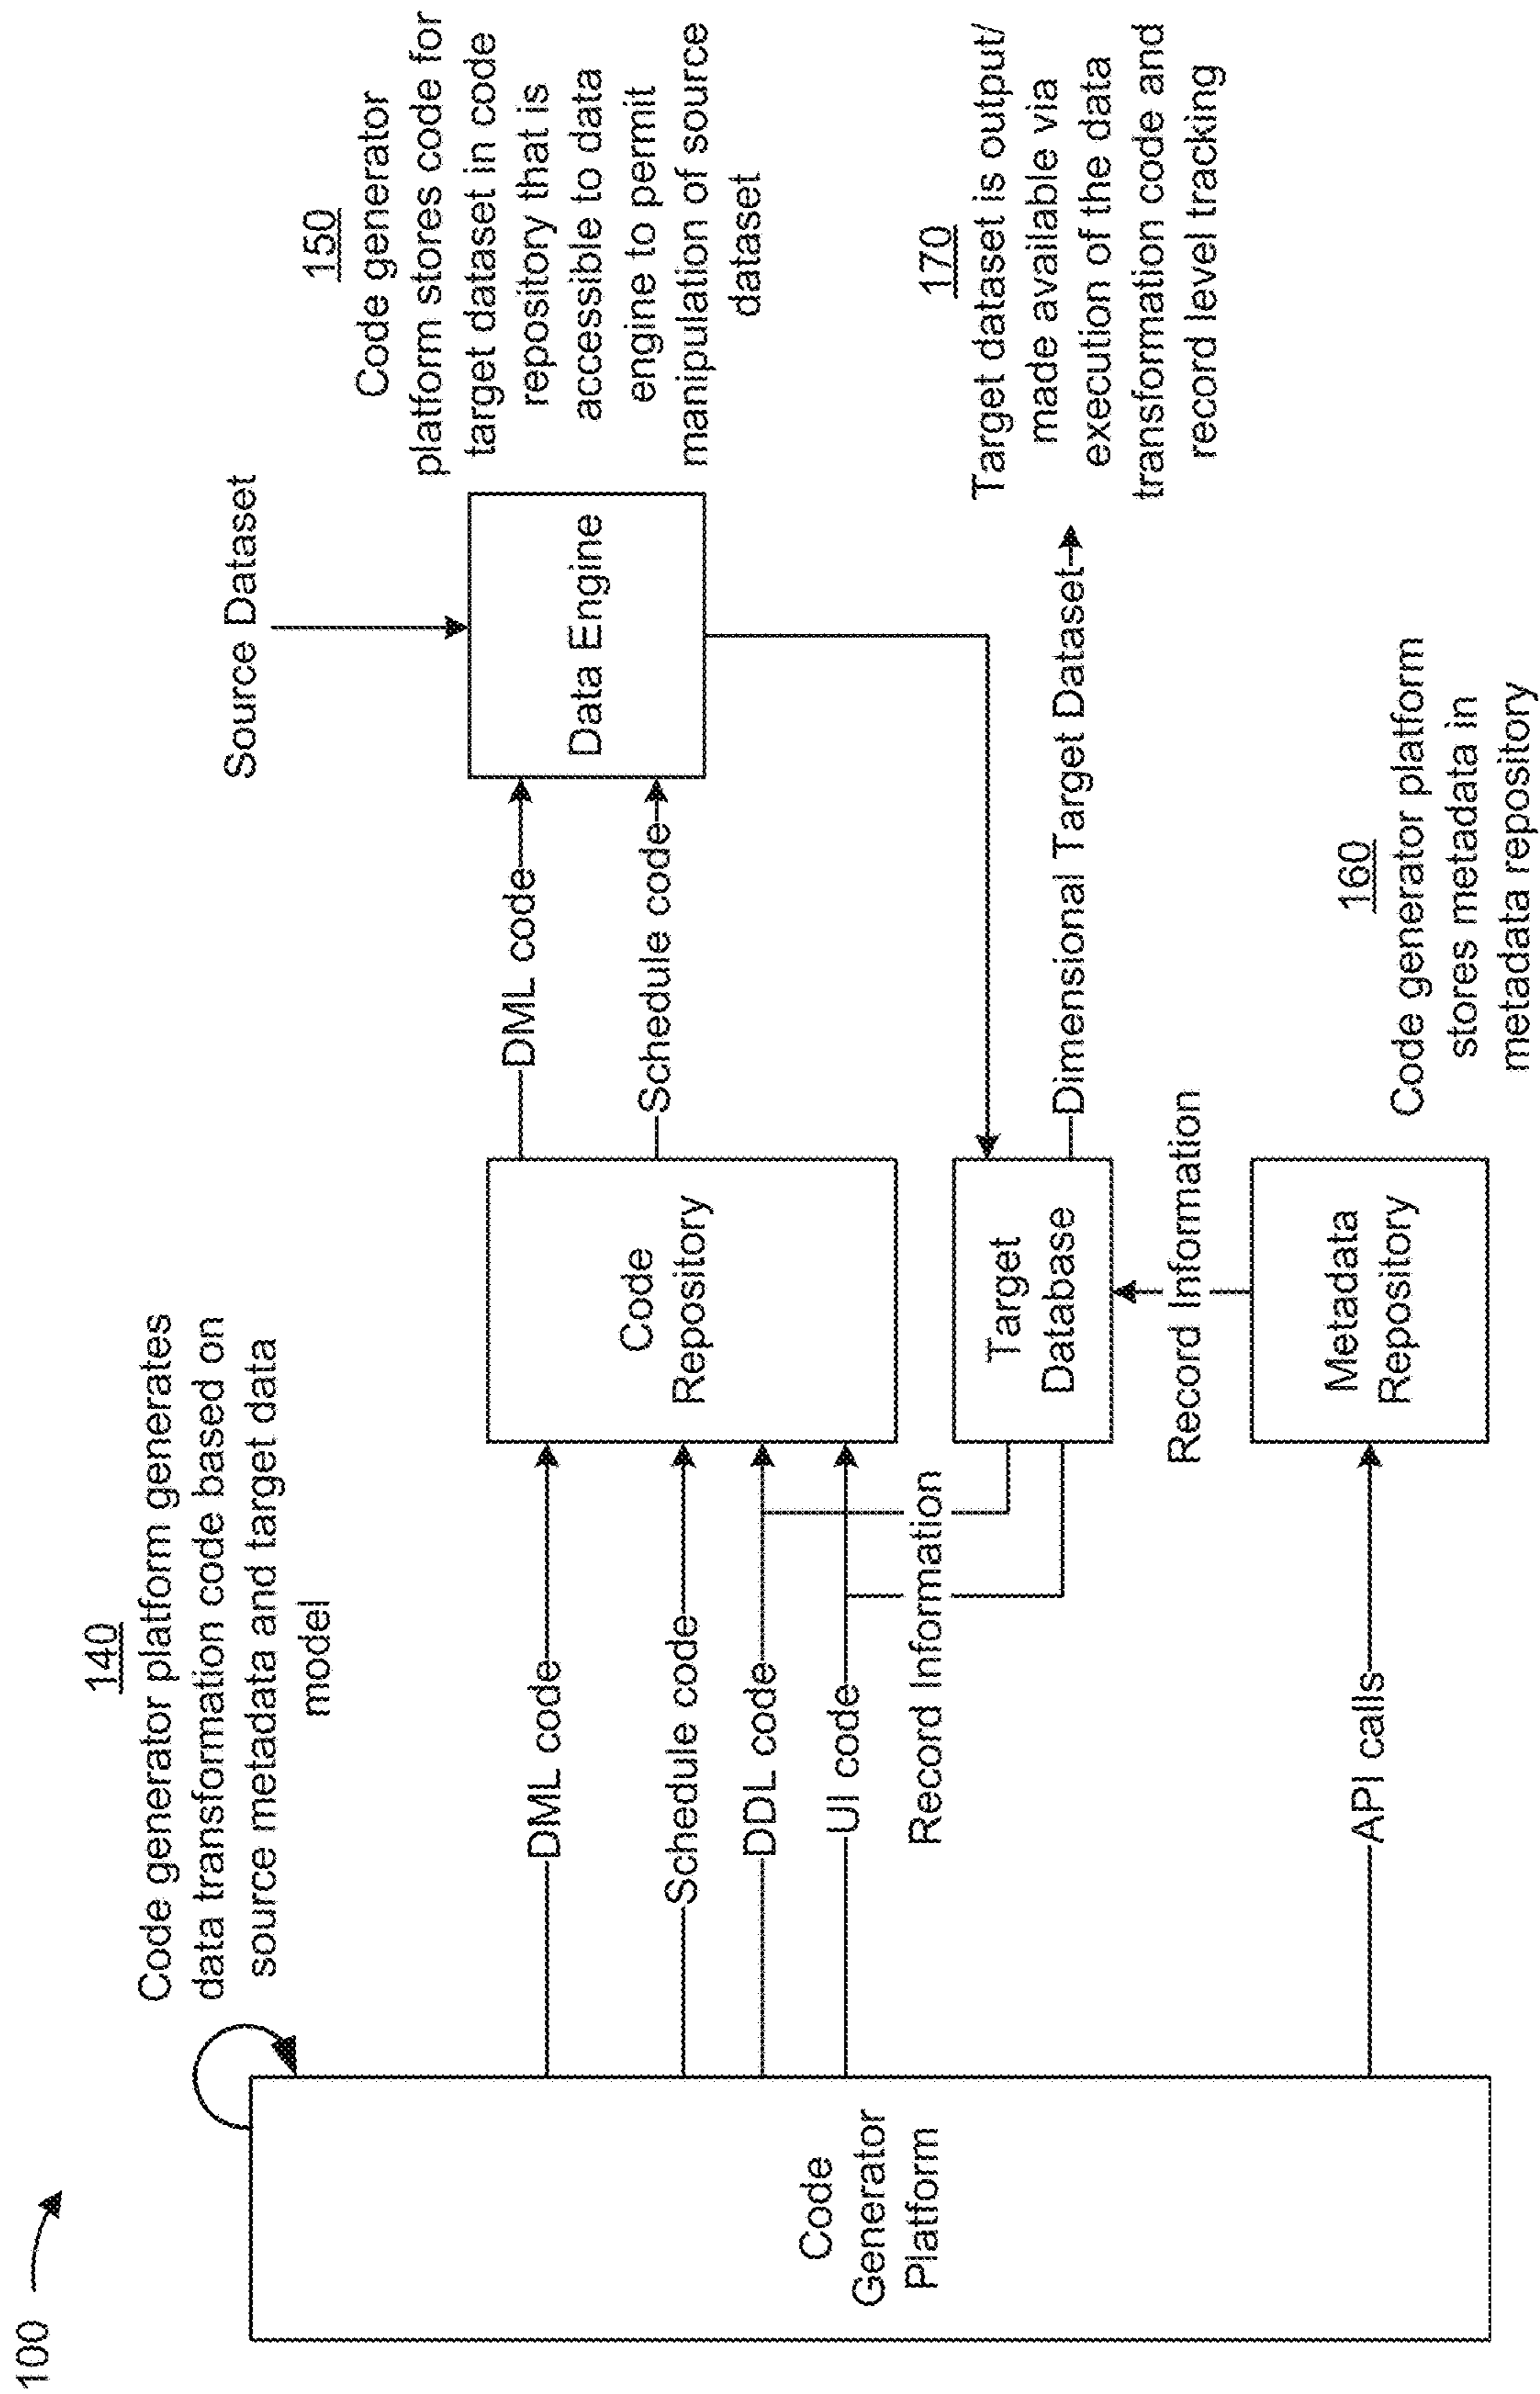 100
140
Code generator platform generates
data transformation code based on
source metadata and target data
model
Source Dataset
150
Code generator
platform stores code for
target dataset in code
repository that is
accessible to data
engine to permit
manipulation of source
dataset
Code
Generator
Platform
DML code
Schedule code
DDL code
UI code
Record Information
API calls
Code
Repository
DML code
Schedule code
Data Engine
Target
Database
Dimensional Target Dataset
170
Target dataset is output/
made available via
execution of the data
transformation code and
record level tracking
Record Information
Metadata
Repository
160
Code generator platform
stores metadata in
metadata repository